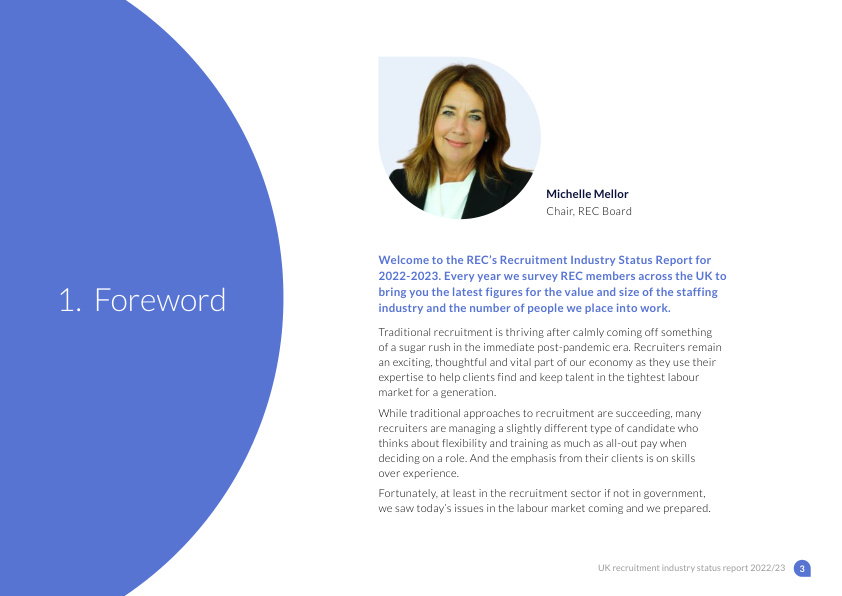 1. Foreword
Michelle Mellor
Chair, REC Board
Welcome to the REC's Recruitment Industry Status Report for
2022-2023. Every year we survey REC members across the UK to
bring you the latest figures for the value and size of the staffing
industry and the number of people we place into work.
Traditional recruitment is thriving after calmly coming off something
of a sugar rush in the immediate post-pandemic era. Recruiters remain
an exciting, thoughtful and vital part of our economy as they use their
expertise to help clients find and keep talent in the tightest labour
market for a generation.
While traditional approaches to recruitment are succeeding, many
recruiters are managing a slightly different type of candidate who
thinks about flexibility and training as much as all-out pay when
deciding on a role. And the emphasis from their clients is on skills
over experience.
Fortunately, at least in the recruitment sector if not in government,
we saw today's issues in the labour market coming and we prepared.
UK recruitment industry status report 2022/23 3